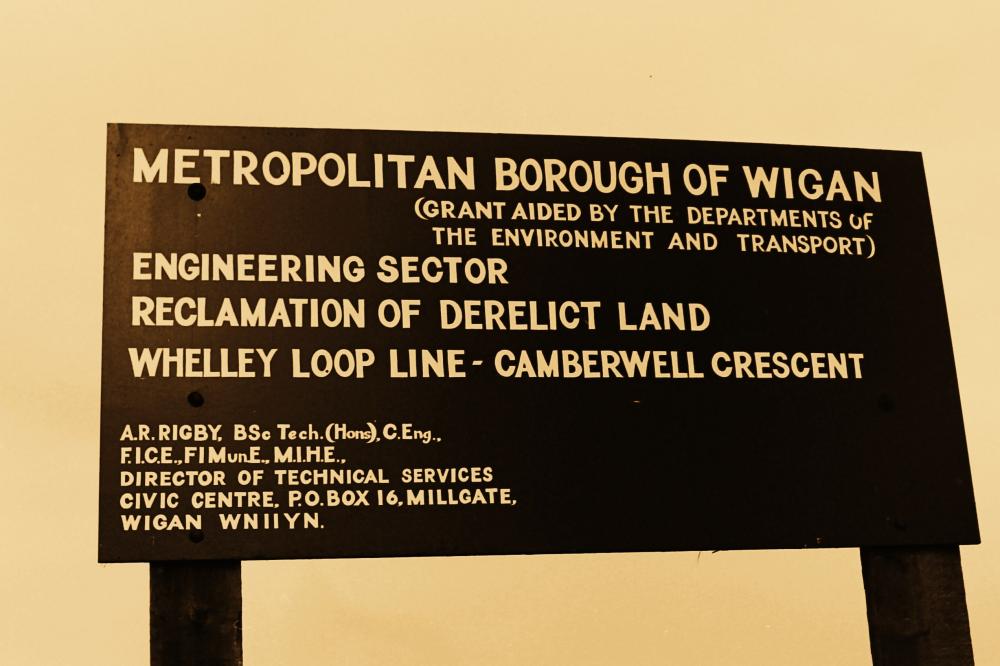 METROPOLITAN BOROUGH OF WIGAN
(GRANT AIDED BY THE DEPARTMENTS OF
THE ENVIRONMENT AND TRANSPORT)
ENGINEERING SECTOR
RECLAMATION OF DERELICT LAND
WHELLEY LOOP LINE - CAMBERWELL CRESCENT
A.R. RIGBY, BSc Tech.(Hons), C.Eng.,
F.I.C.E., FIMunE., M.I.H.E.,
DIRECTOR OF TECHNICAL SERVICES
CIVIC CENTRE, P.O. BOX 16, MILLGATE,
WIGAN WN1 1YN.